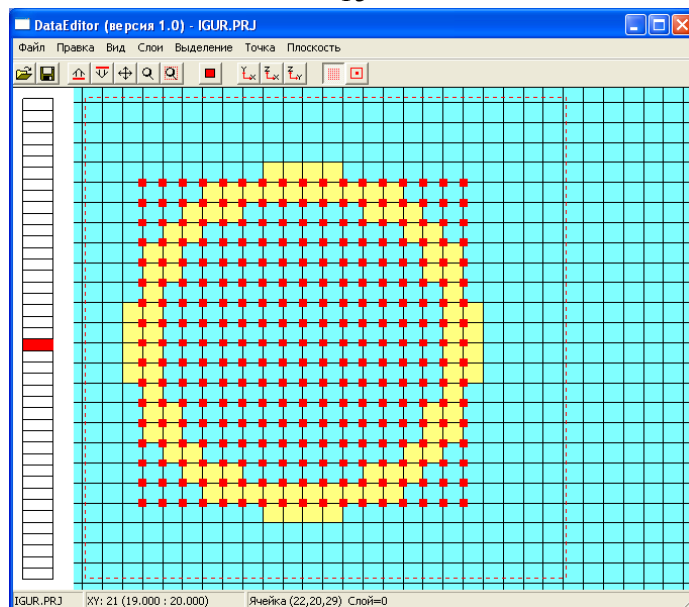 DataEditor (версия 1.0) - IGUR.PRJ
Файл Правка Вид Слои Выделение Точка Плоскость
Y X Z X Z Y
IGUR.PRJ XY: 21 (19.000 : 20.000) Ячейка (22,20,29) Слой=0